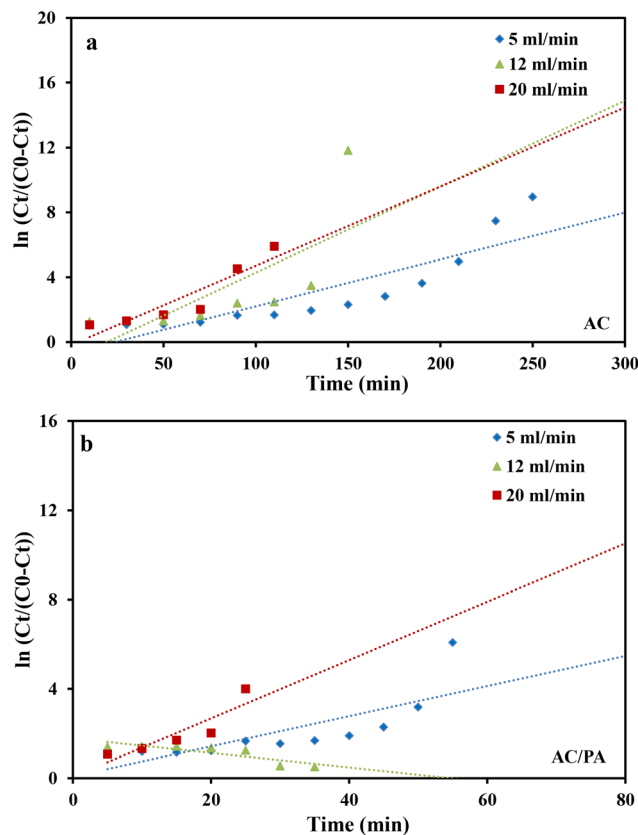 a
5 ml/min
12 ml/min
20 ml/min
ln (Ct/(C0-Ct))
20
16
12
8
4
0
AC
0 50 100 150 200 250 300
Time (min)
b
5 ml/min
12 ml/min
20 ml/min
ln (Ct/(C0-Ct))
16
12
8
4
0
AC/PA
0 20 40 60 80
Time (min)